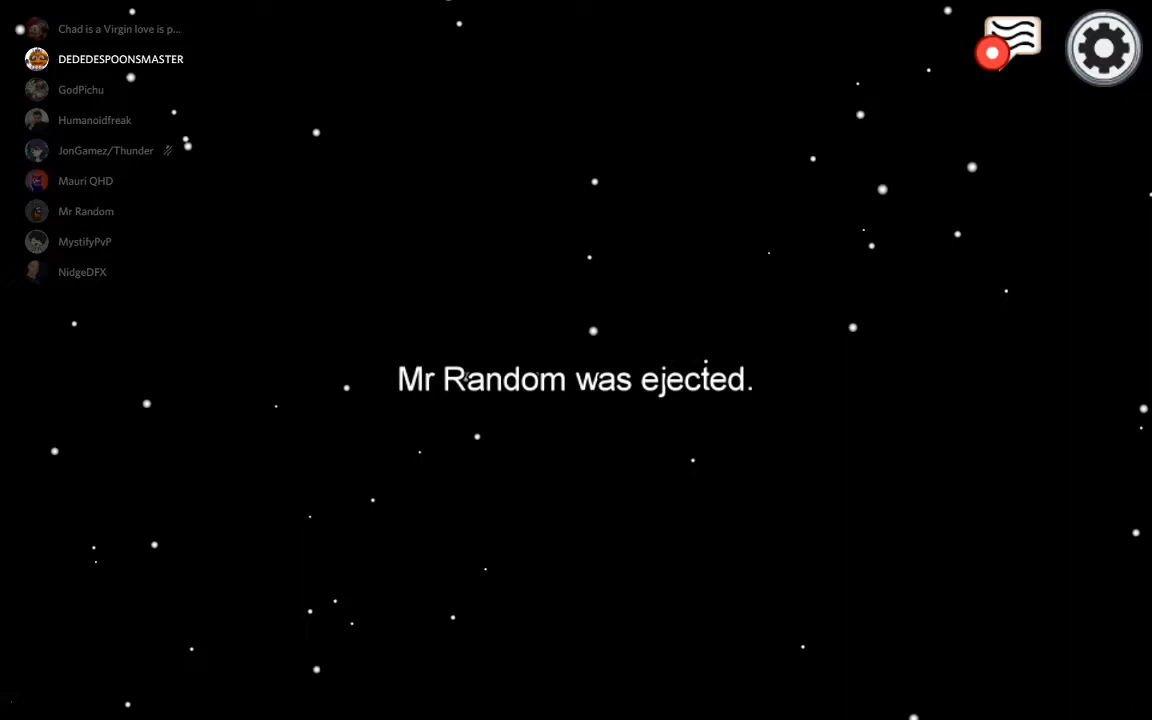 Chad is a Virgin love is p...
DEDEDESPOONSMASTER
GodPichu
Humanoidfreak
JonGamez/Thunder
Mauri QHD
Mr Random
MystifyPvP
NidgeDFX
Mr Random was ejected.